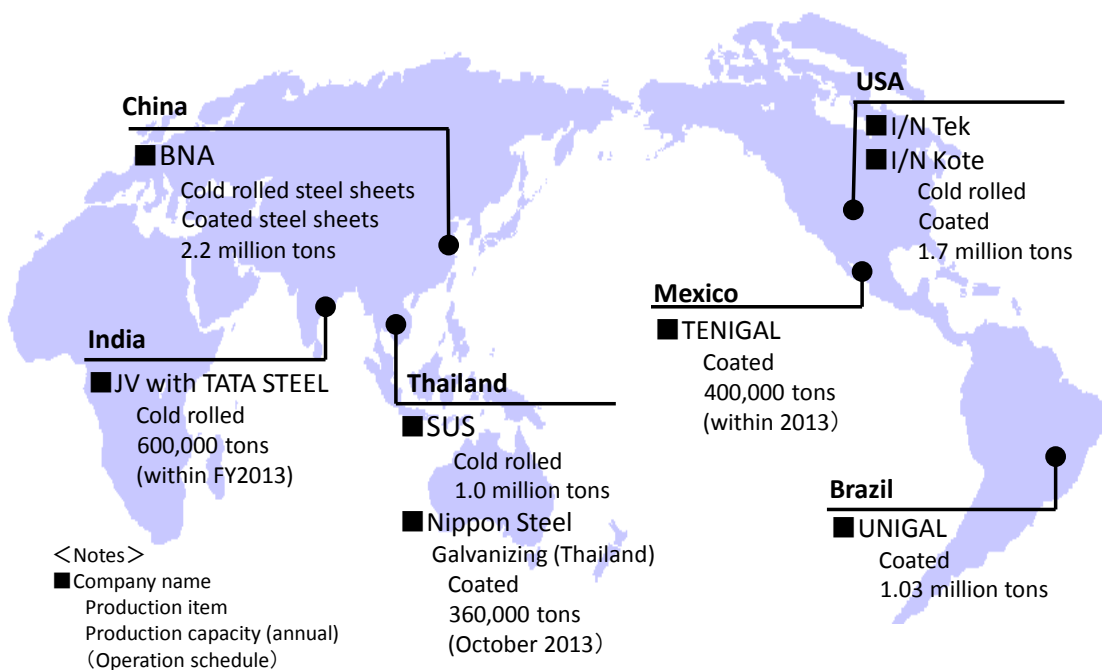 China
■BNA
Cold rolled steel sheets
Coated steel sheets
2.2 million tons
USA
■I/N Tek
■I/N Kote
Cold rolled
Coated
1.7 million tons
India
■JV with TATA STEEL
Cold rolled
600,000 tons
(within FY2013)
Thailand
■SUS
Cold rolled
1.0 million tons
■Nippon Steel
Galvanizing (Thailand)
Coated
360,000 tons
(October 2013）
Mexico
■TENIGAL
Coated
400,000 tons
(within 2013）
Brazil
■UNIGAL
Coated
1.03 million tons
＜Notes＞
■Company name
Production item
Production capacity (annual)
（Operation schedule）